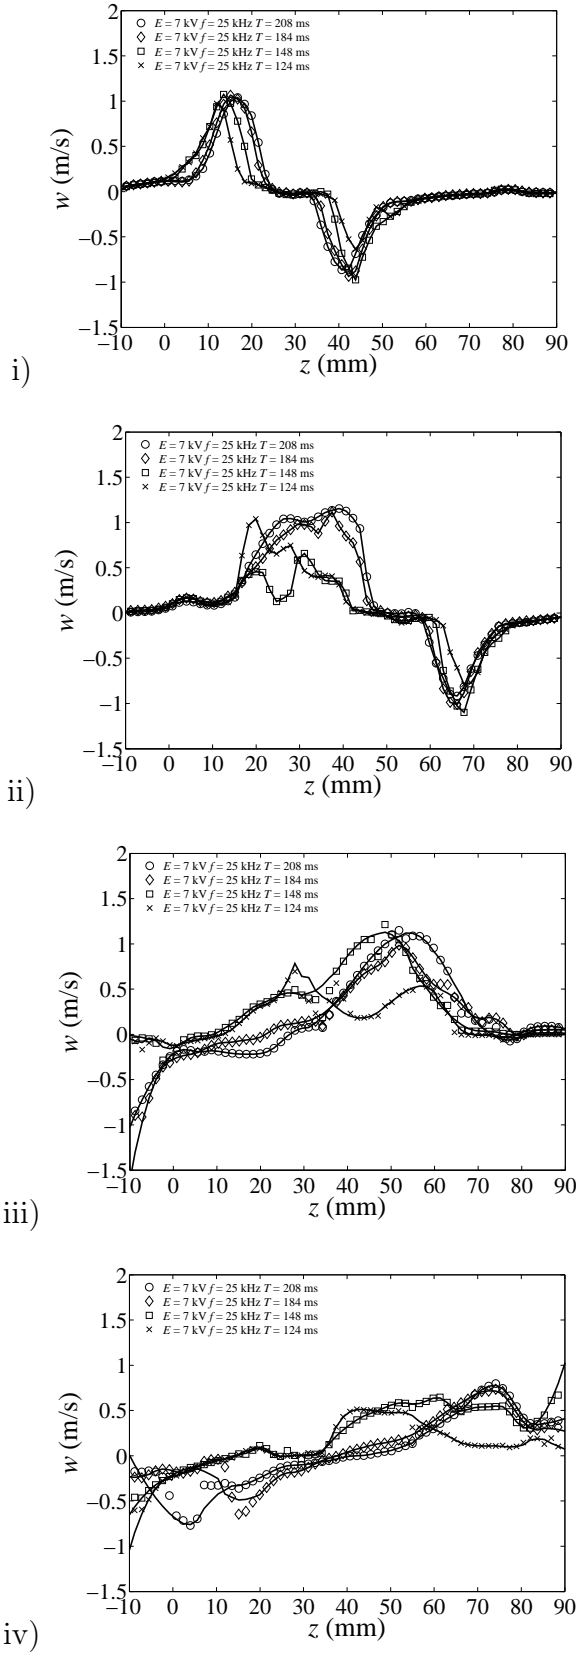 E = 7 kV f = 25 kHz T = 208 ms
E = 7 kV f = 25 kHz T = 184 ms
E = 7 kV f = 25 kHz T = 148 ms
E = 7 kV f = 25 kHz T = 124 ms
2
1.5
1
0.5
0
−0.5
−1
−1.5
w (m/s)
−10 0 10 20 30 40 50 60 70 80 90
z (mm)
i)
E = 7 kV f = 25 kHz T = 208 ms
E = 7 kV f = 25 kHz T = 184 ms
E = 7 kV f = 25 kHz T = 148 ms
E = 7 kV f = 25 kHz T = 124 ms
2
1.5
1
0.5
0
−0.5
−1
−1.5
w (m/s)
−10 0 10 20 30 40 50 60 70 80 90
z (mm)
ii)
E = 7 kV f = 25 kHz T = 208 ms
E = 7 kV f = 25 kHz T = 184 ms
E = 7 kV f = 25 kHz T = 148 ms
E = 7 kV f = 25 kHz T = 124 ms
2
1.5
1
0.5
0
−0.5
−1
−1.5
w (m/s)
−10 0 10 20 30 40 50 60 70 80 90
z (mm)
iii)
E = 7 kV f = 25 kHz T = 208 ms
E = 7 kV f = 25 kHz T = 184 ms
E = 7 kV f = 25 kHz T = 148 ms
E = 7 kV f = 25 kHz T = 124 ms
2
1.5
1
0.5
0
−0.5
−1
−1.5
w (m/s)
−10 0 10 20 30 40 50 60 70 80 90
z (mm)
iv)